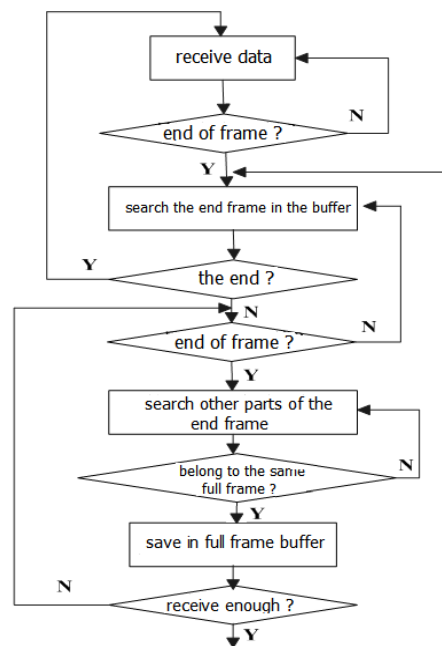 receive data
N
end of frame ?
Y
search the end frame in the buffer
Y
the end ?
N
end of frame ?
N
Y
search other parts of the
end frame
belong to the same
full frame ?
N
Y
save in full frame buffer
N
receive enough ?
Y